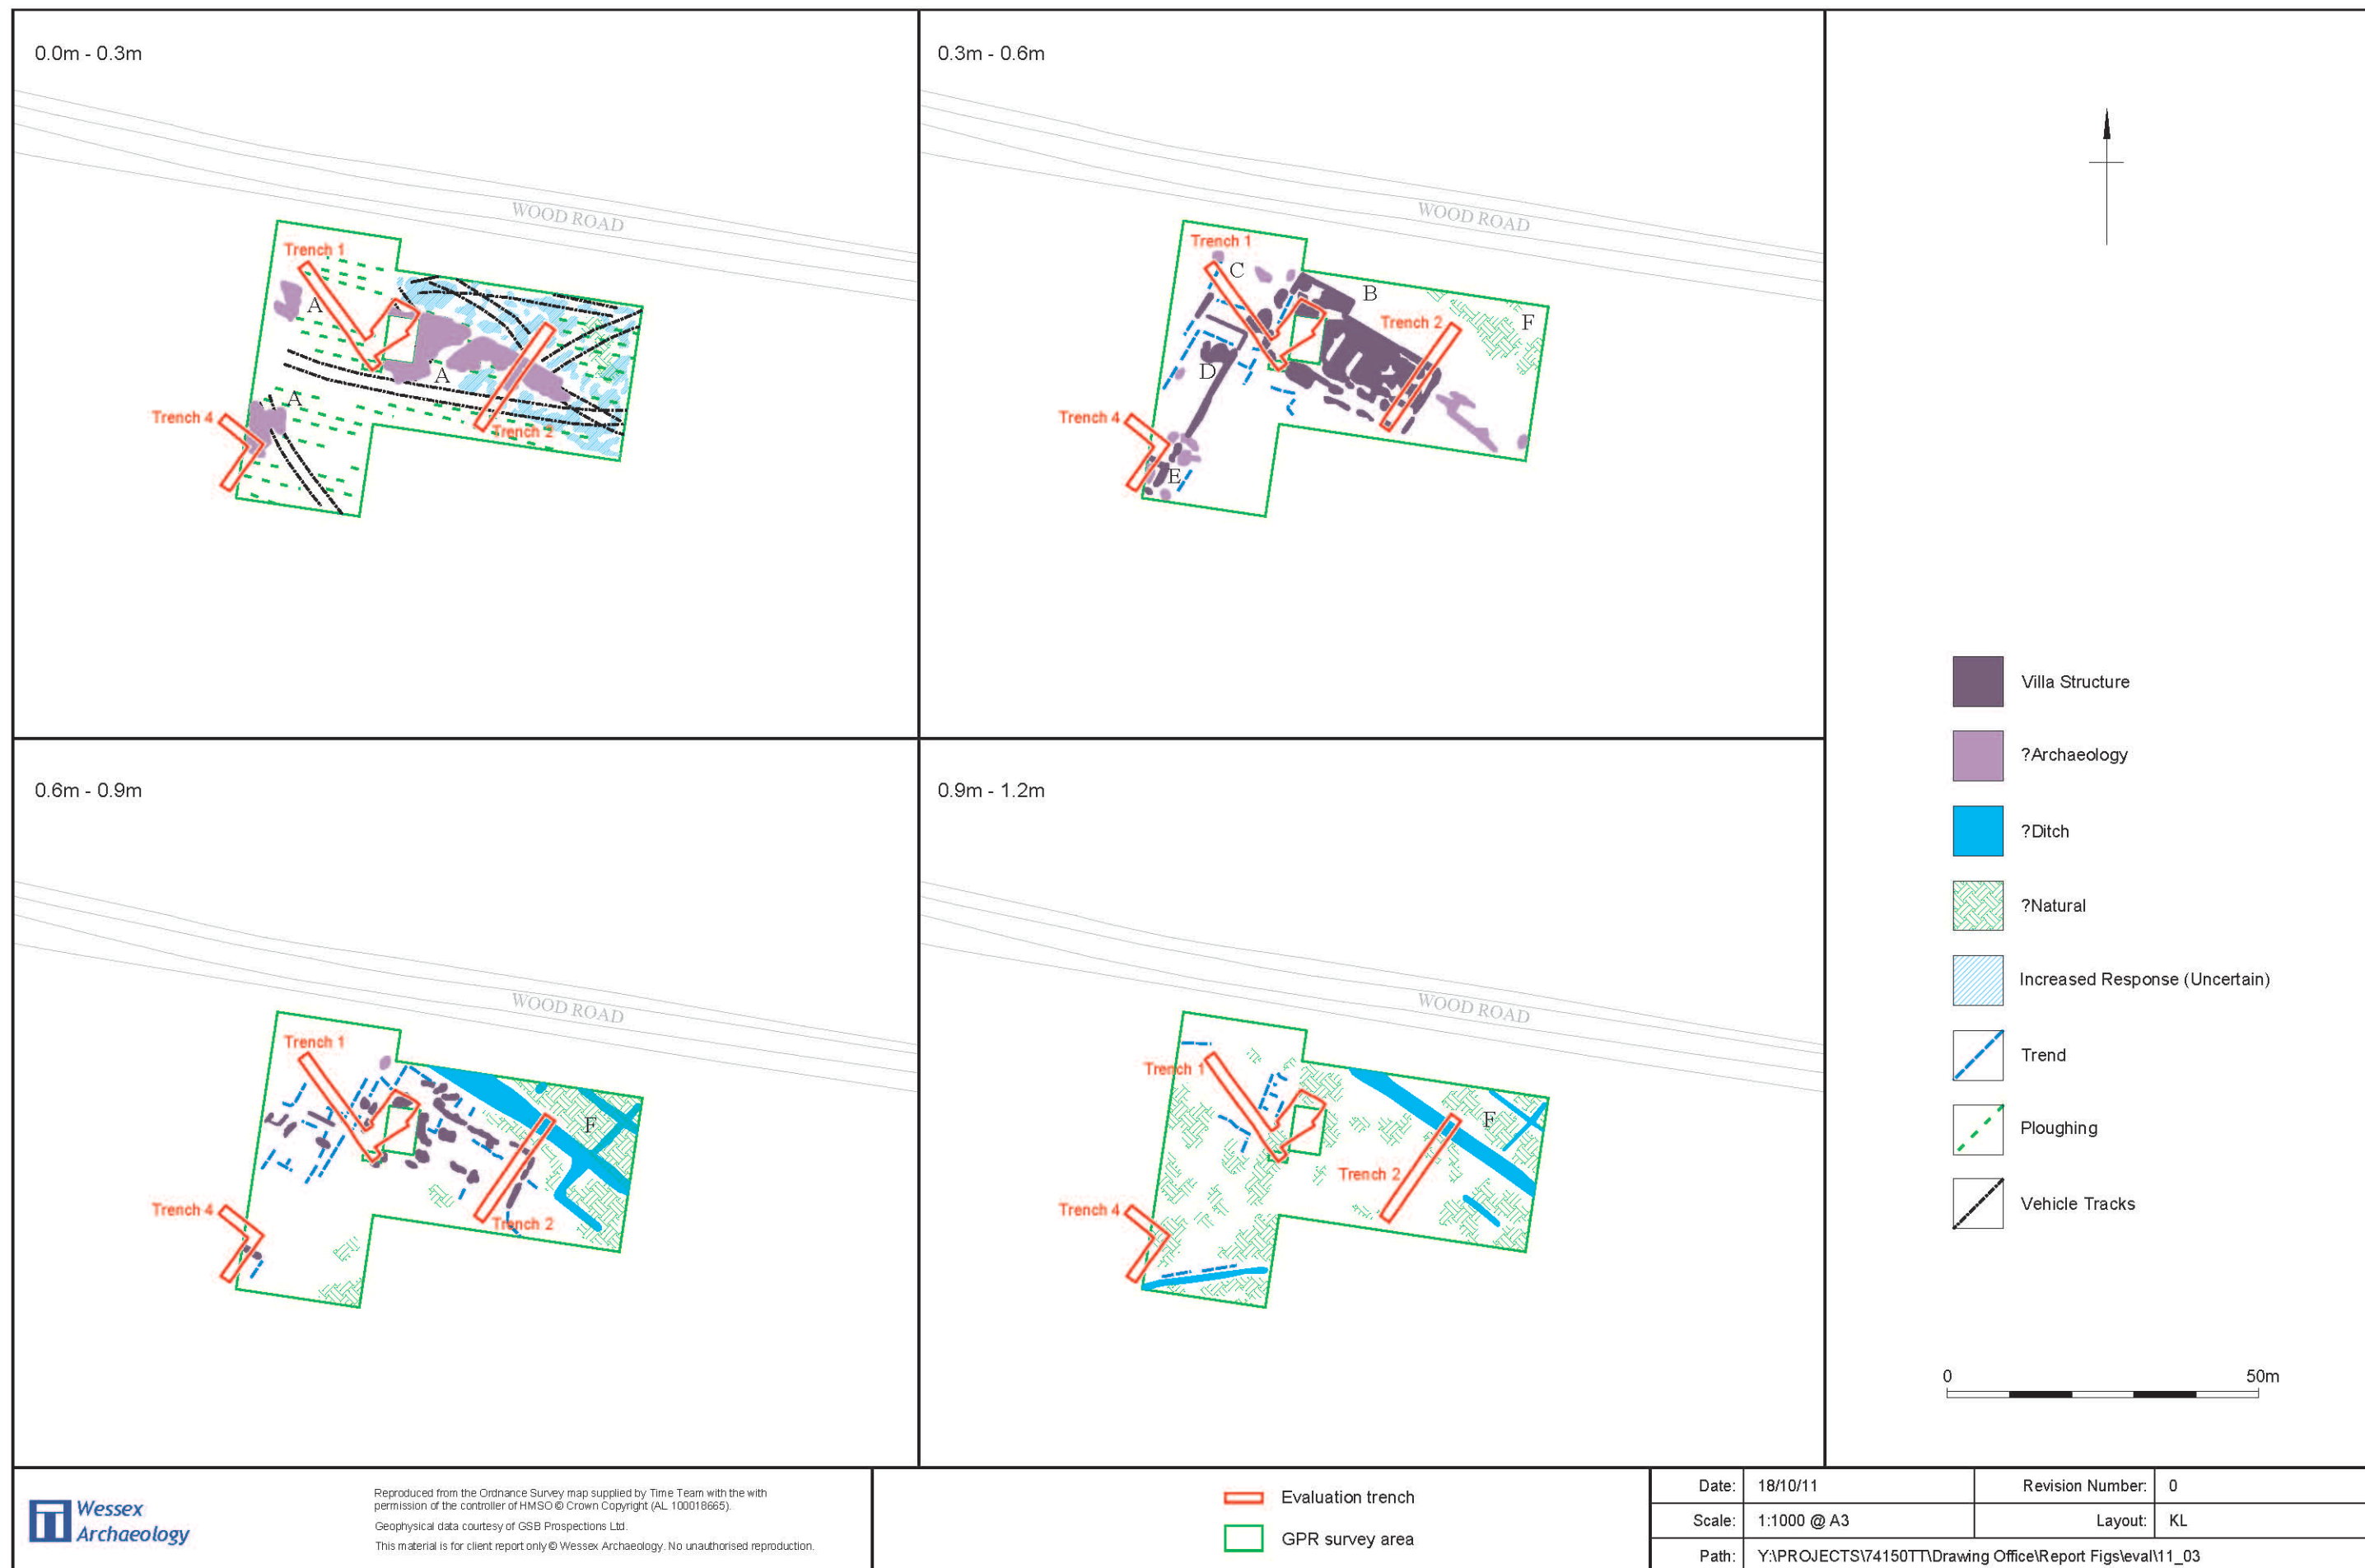 0.0m - 0.3m
WOOD ROAD
Trench 1
A
A
A
Trench 4
Trench 2
0.3m - 0.6m
WOOD ROAD
Trench 1
C
B
Trench 2
F
D
Trench 4
E
0.6m - 0.9m
WOOD ROAD
Trench 1
F
Trench 4
Trench 2
0.9m - 1.2m
WOOD ROAD
Trench 1
F
Trench 2
Trench 4
Villa Structure
?Archaeology
?Ditch
?Natural
Increased Response (Uncertain)
Trend
Ploughing
Vehicle Tracks
0 50m
Wessex
Archaeology
Reproduced from the Ordnance Survey map supplied by Time Team with the with
permission of the controller of HMSO © Crown Copyright (AL 100018665).
Geophysical data courtesy of GSB Prospections Ltd.
This material is for client report only © Wessex Archaeology. No unauthorised reproduction.
Evaluation trench
GPR survey area
Date: 18/10/11 Revision Number: 0
Scale: 1:1000 @ A3 Layout: KL
Path: Y:\PROJECTS\74150TT\Drawing Office\Report Figs\eval\11_03